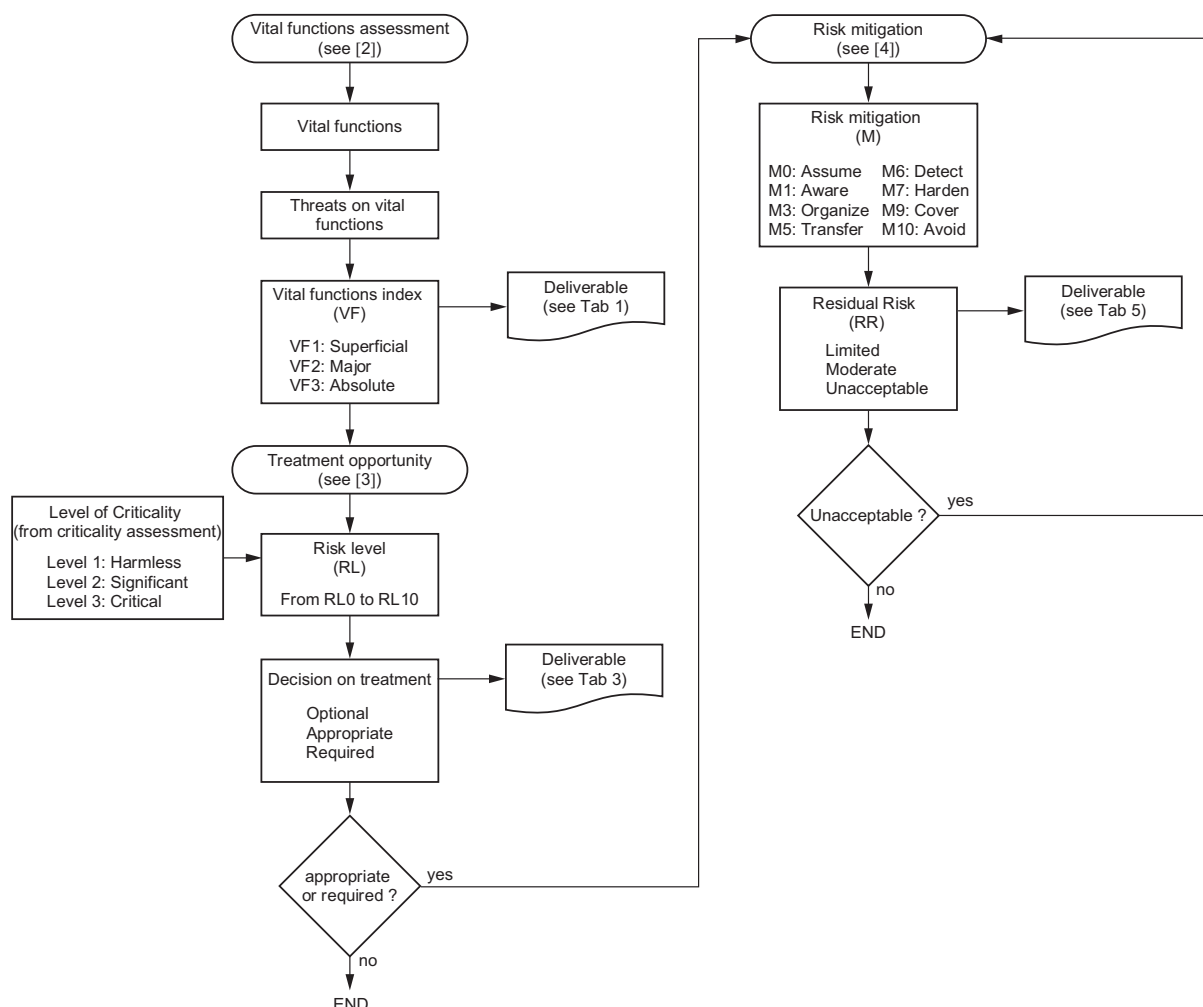 Vital functions assessment
(see [2])
Vital functions
Threats on vital
functions
Vital functions index
(VF)
VF1: Superficial
VF2: Major
VF3: Absolute
Deliverable
(see Tab 1)
Treatment opportunity
(see [3])
Level of Criticality
(from criticality assessment)
Level 1: Harmless
Level 2: Significant
Level 3: Critical
Risk level
(RL)
From RL0 to RL10
Decision on treatment
Optional
Appropriate
Required
Deliverable
(see Tab 3)
appropriate
or required ?
yes
no
END
Risk mitigation
(see [4])
Risk mitigation
(M)
M0: Assume M6: Detect
M1: Aware M7: Harden
M3: Organize M9: Cover
M5: Transfer M10: Avoid
Residual Risk
(RR)
Limited
Moderate
Unacceptable
Deliverable
(see Tab 5)
Unacceptable ?
yes
no
END